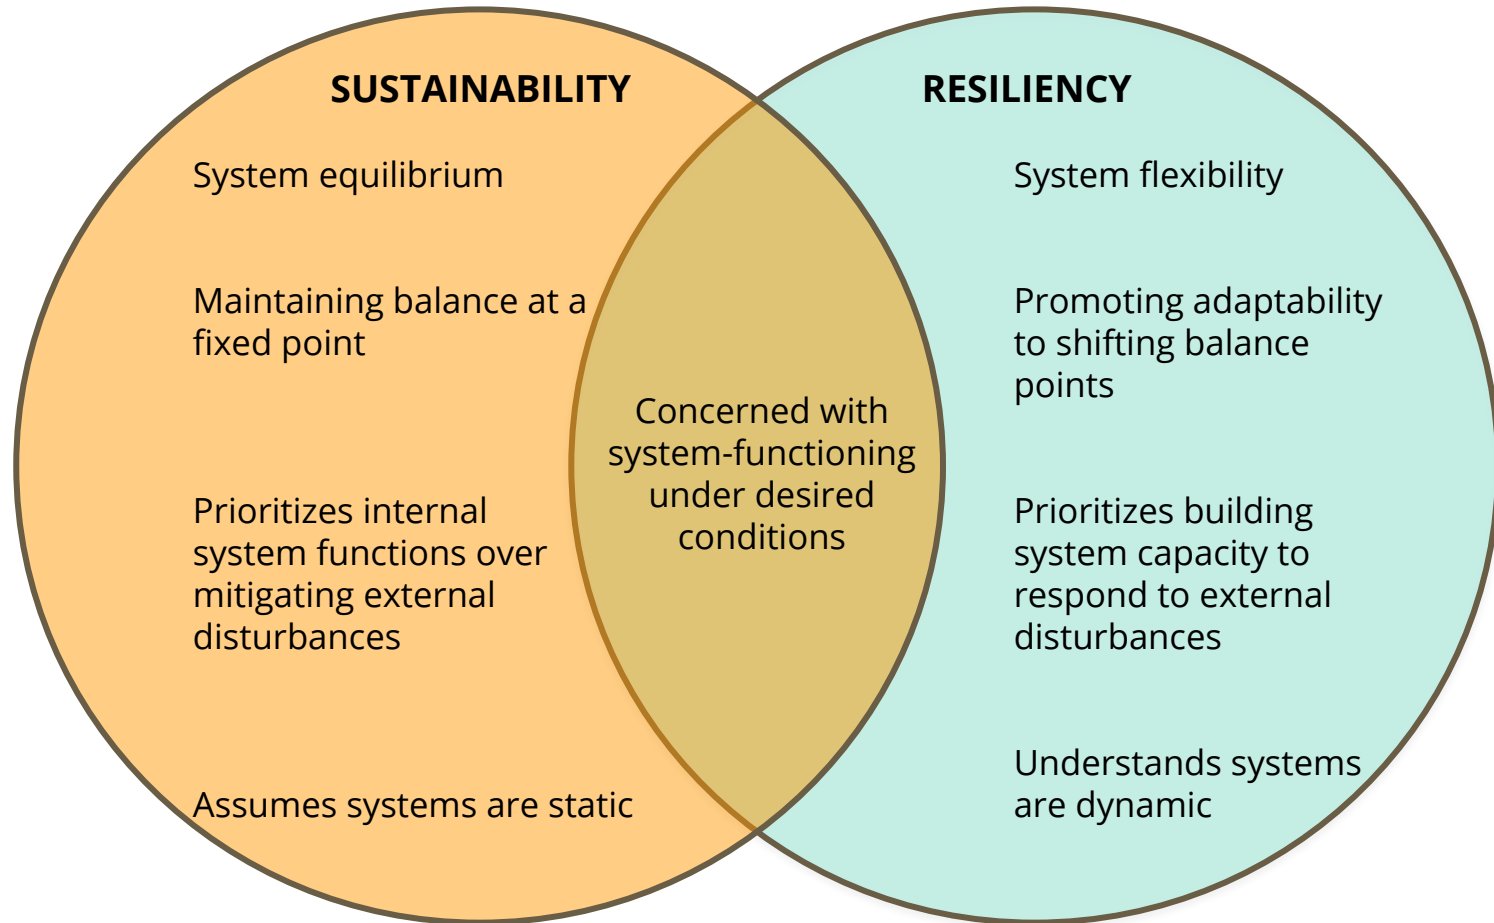 SUSTAINABILITY
System equilibrium
Maintaining balance at a
fixed point
Prioritizes internal
system functions over
mitigating external
disturbances
Assumes systems are static
Concerned with
system-functioning
under desired
conditions
RESILIENCY
System flexibility
Promoting adaptability
to shifting balance
points
Prioritizes building
system capacity to
respond to external
disturbances
Understands systems
are dynamic